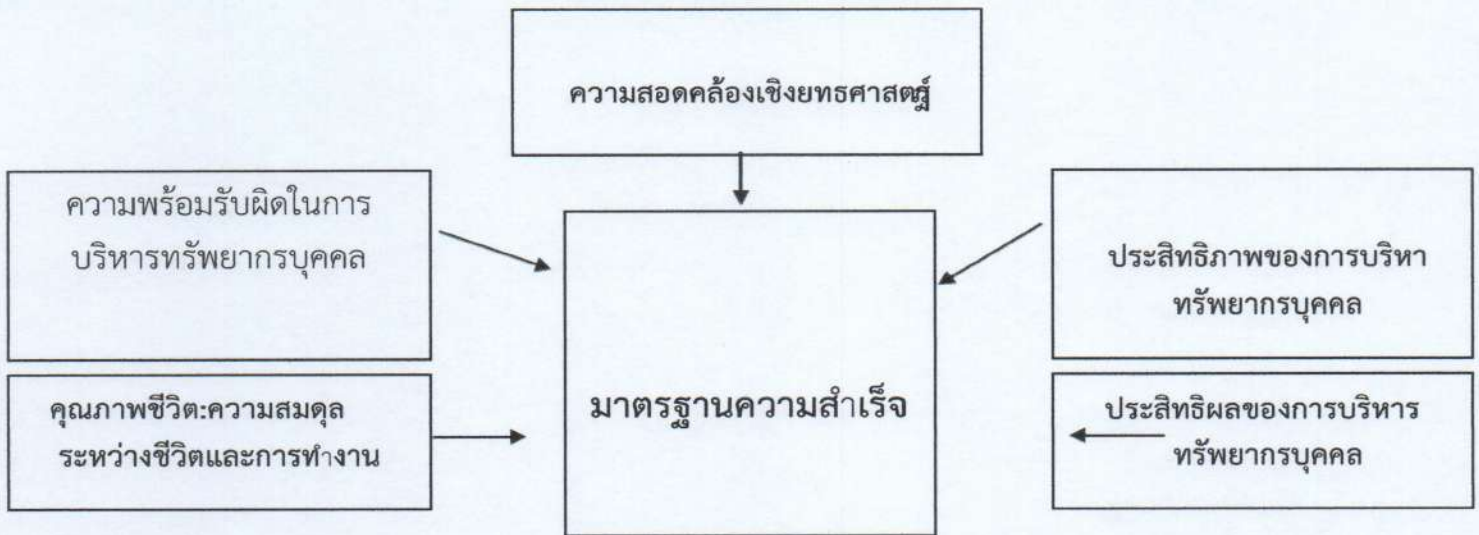 ความสอดคล้องเชิงยทธศาสตร์
ความพร้อมรับผิดในการ
บริหารทรัพยากรบุคคล
ประสิทธิภาพของการบริหา
ทรัพยากรบุคคล
มาตรฐานความสำเร็จ
คุณภาพชีวิต:ความสมดุล
ระหว่างชีวิตและการทำงาน
ประสิทธิผลของการบริหาร
ทรัพยากรบุคคล